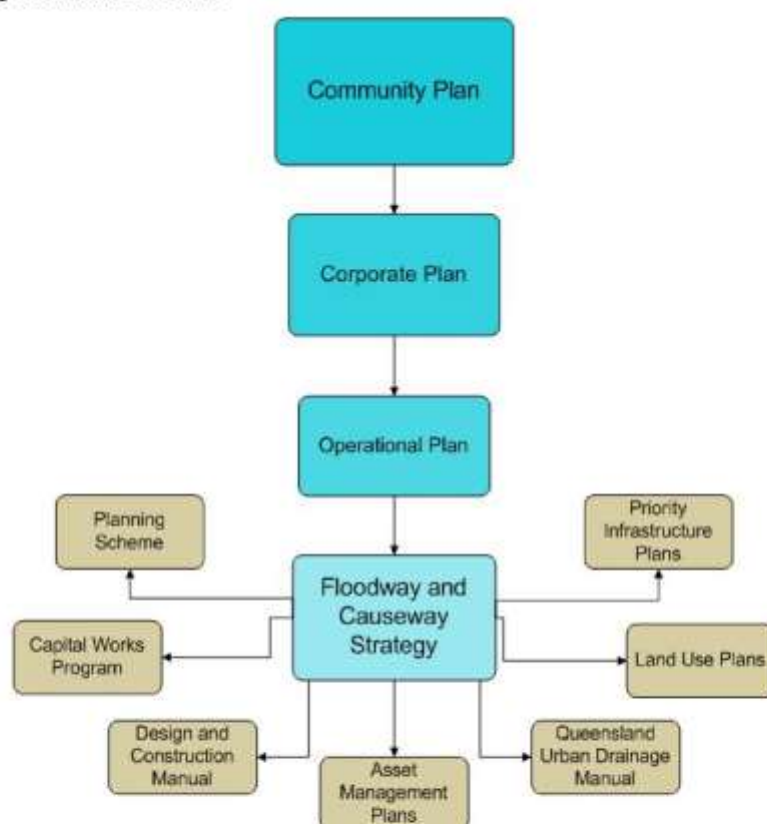 Community Plan
Corporate Plan
Operational Plan
Planning
Scheme
Priority
Infrastructure
Plans
Floodway and
Causeway
Strategy
Capital Works
Program
Land Use Plans
Design and
Construction
Manual
Asset
Management
Plans
Queensland
Urban Drainage
Manual